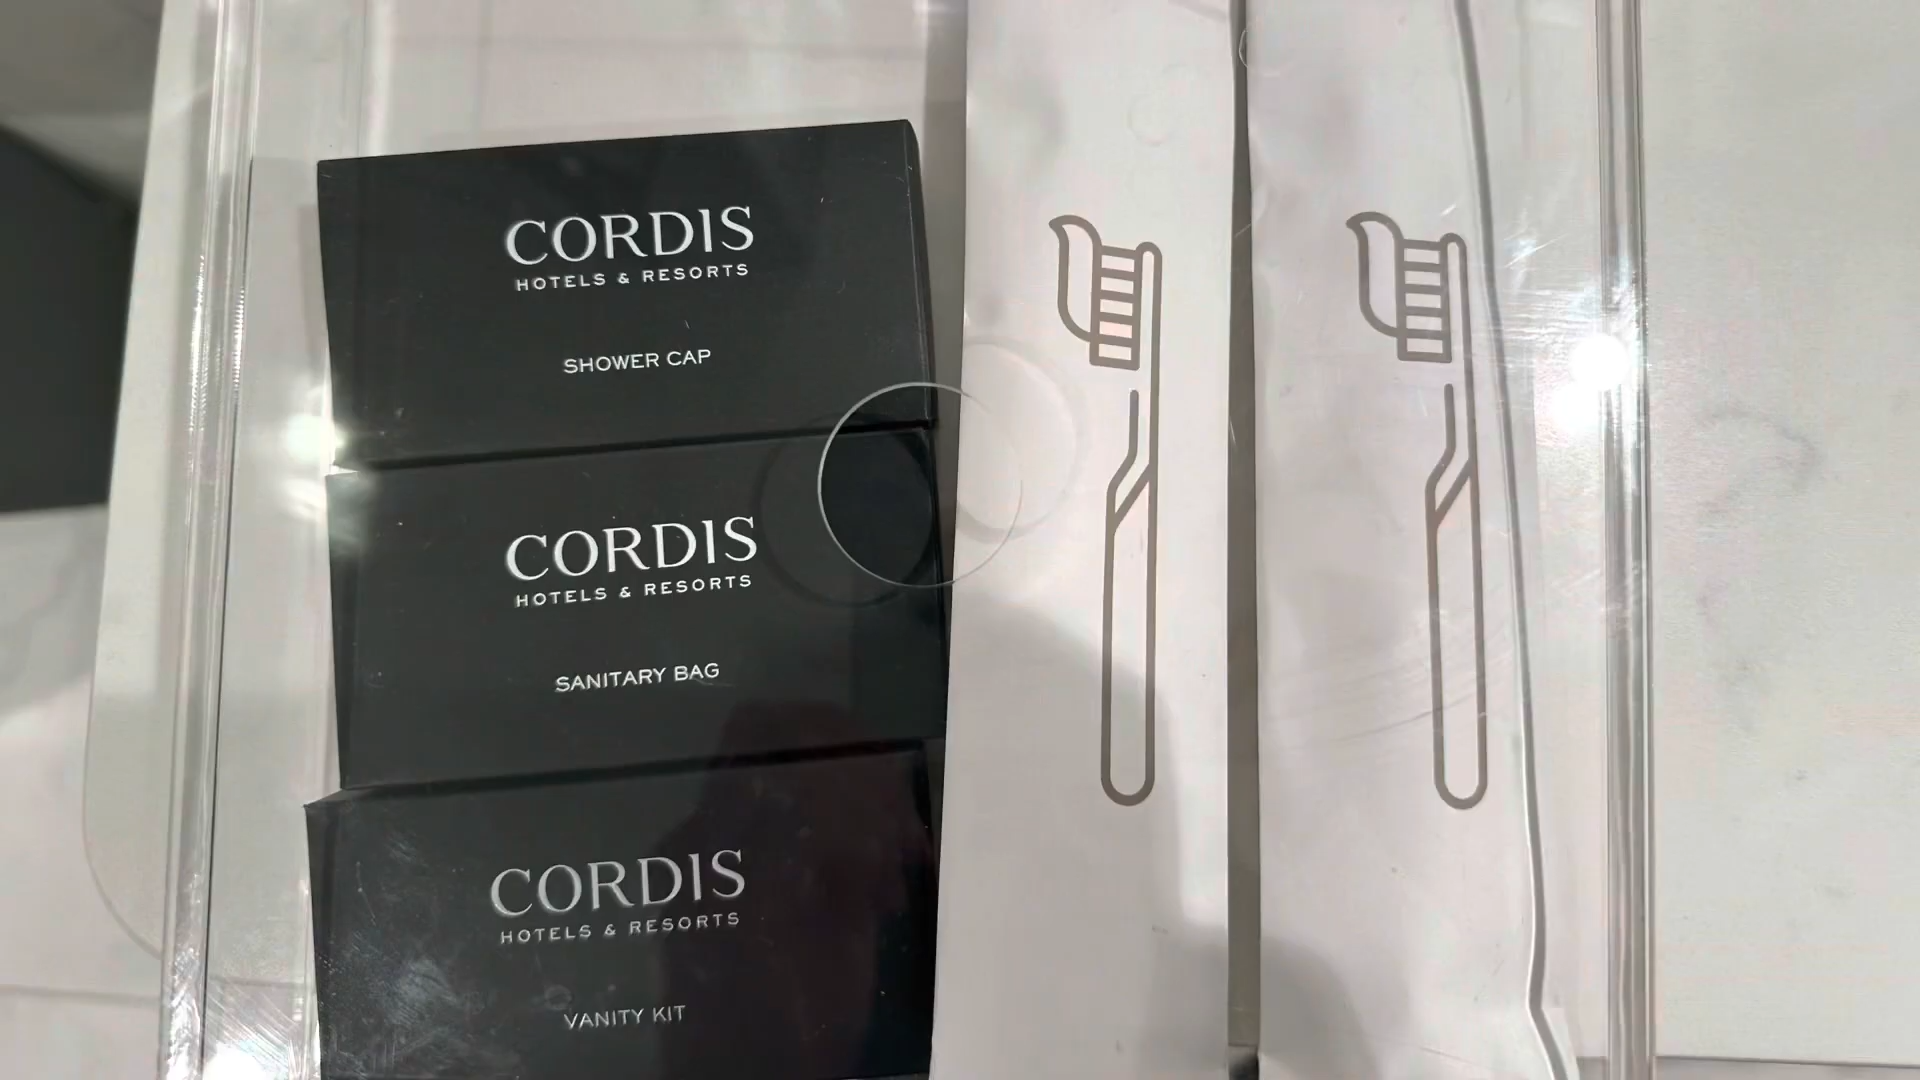 CORDIS
HOTELS & RESORTS
SHOWER CAP
CORDIS
HOTELS & RESORTS
SANITARY BAG
CORDIS
HOTELS & RESORTS
VANITY KIT